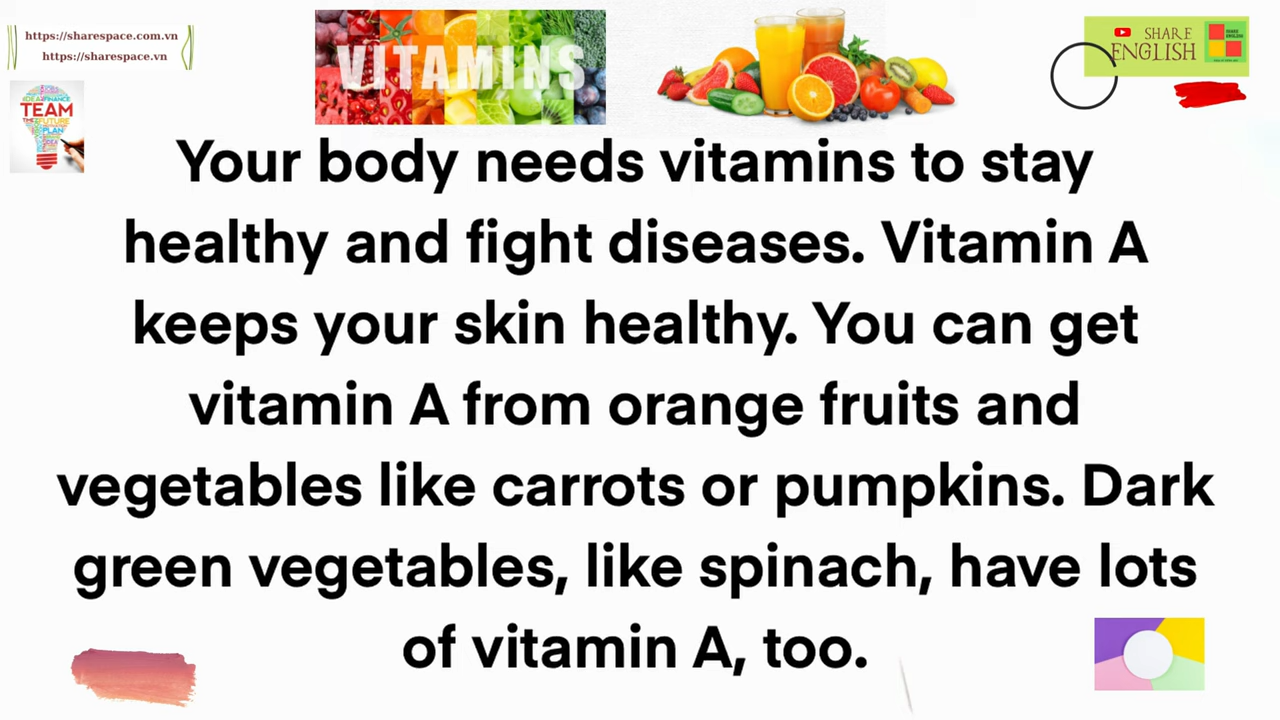 https://sharespace.com.vn
https://sharespace.vn
VITAMINS
SHARE
ENGLISH
TEAM
PLAN
Your body needs vitamins to stay
healthy and fight diseases. Vitamin A
keeps your skin healthy. You can get
vitamin A from orange fruits and
vegetables like carrots or pumpkins. Dark
green vegetables, like spinach, have lots
of vitamin A, too.